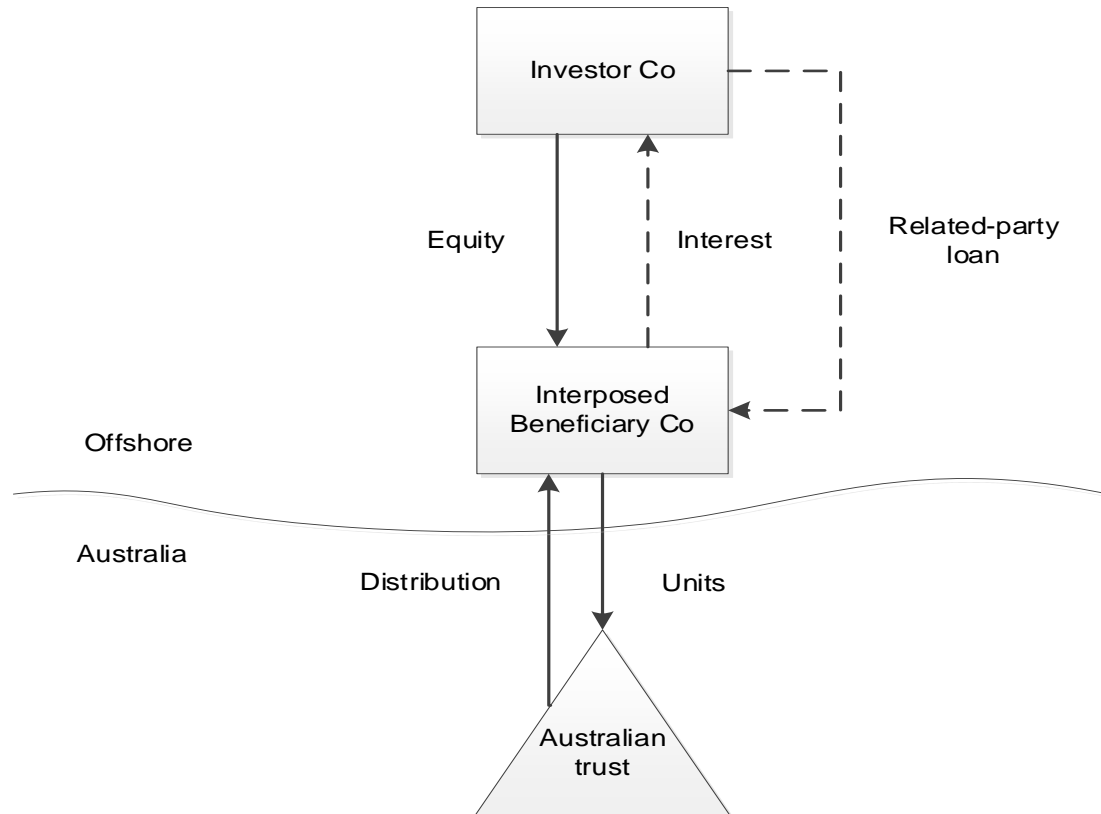 Investor Co
Equity
Interest
Related-party
loan
Interposed
Beneficiary Co
Offshore
Australia
Distribution
Units
Australian
trust